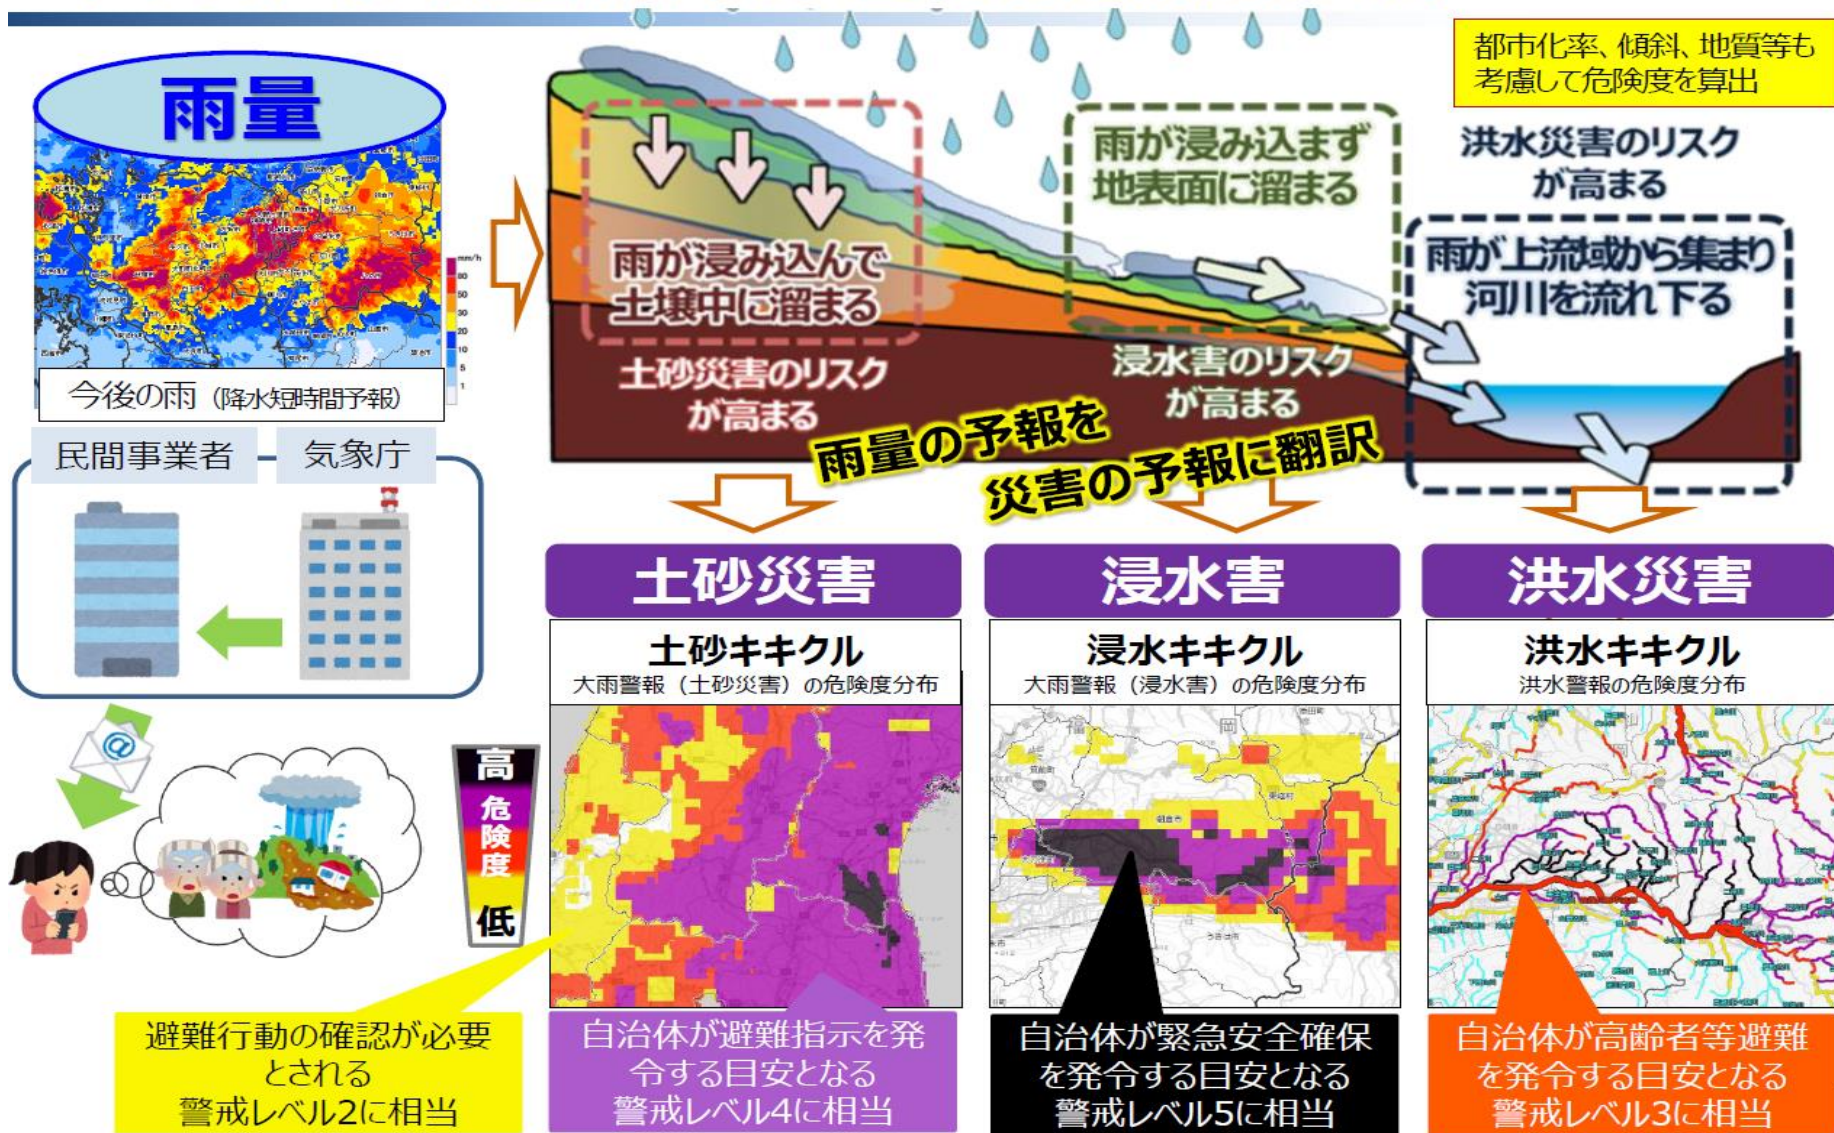 都市化率、傾斜、地質等も
考慮して危険度を算出
雨量
雨が浸み込まず
地表面に溜まる
洪水災害のリスク
が高まる
雨が浸み込んで
土壌中に溜まる
雨が上流域から集まり
河川を流れ下る
mm/h
80
50
30
20
10
5
1
今後の雨（降水短時間予報）
土砂災害のリスク
が高まる
浸水害のリスク
が高まる
雨量の予報を
災害の予報に翻訳
民間事業者
気象庁
土砂災害
浸水害
洪水災害
土砂キキクル
大雨警報（土砂災害）の危険度分布
浸水キキクル
大雨警報（浸水害）の危険度分布
洪水キキクル
洪水警報の危険度分布
@
高
危
険
度
低
朝倉市
うきは市
避難行動の確認が必要
とされる
警戒レベル2に相当
自治体が避難指示を発
令する目安となる
警戒レベル4に相当
自治体が緊急安全確保
を発令する目安となる
警戒レベル5に相当
自治体が高齢者等避難
を発令する目安となる
警戒レベル3に相当